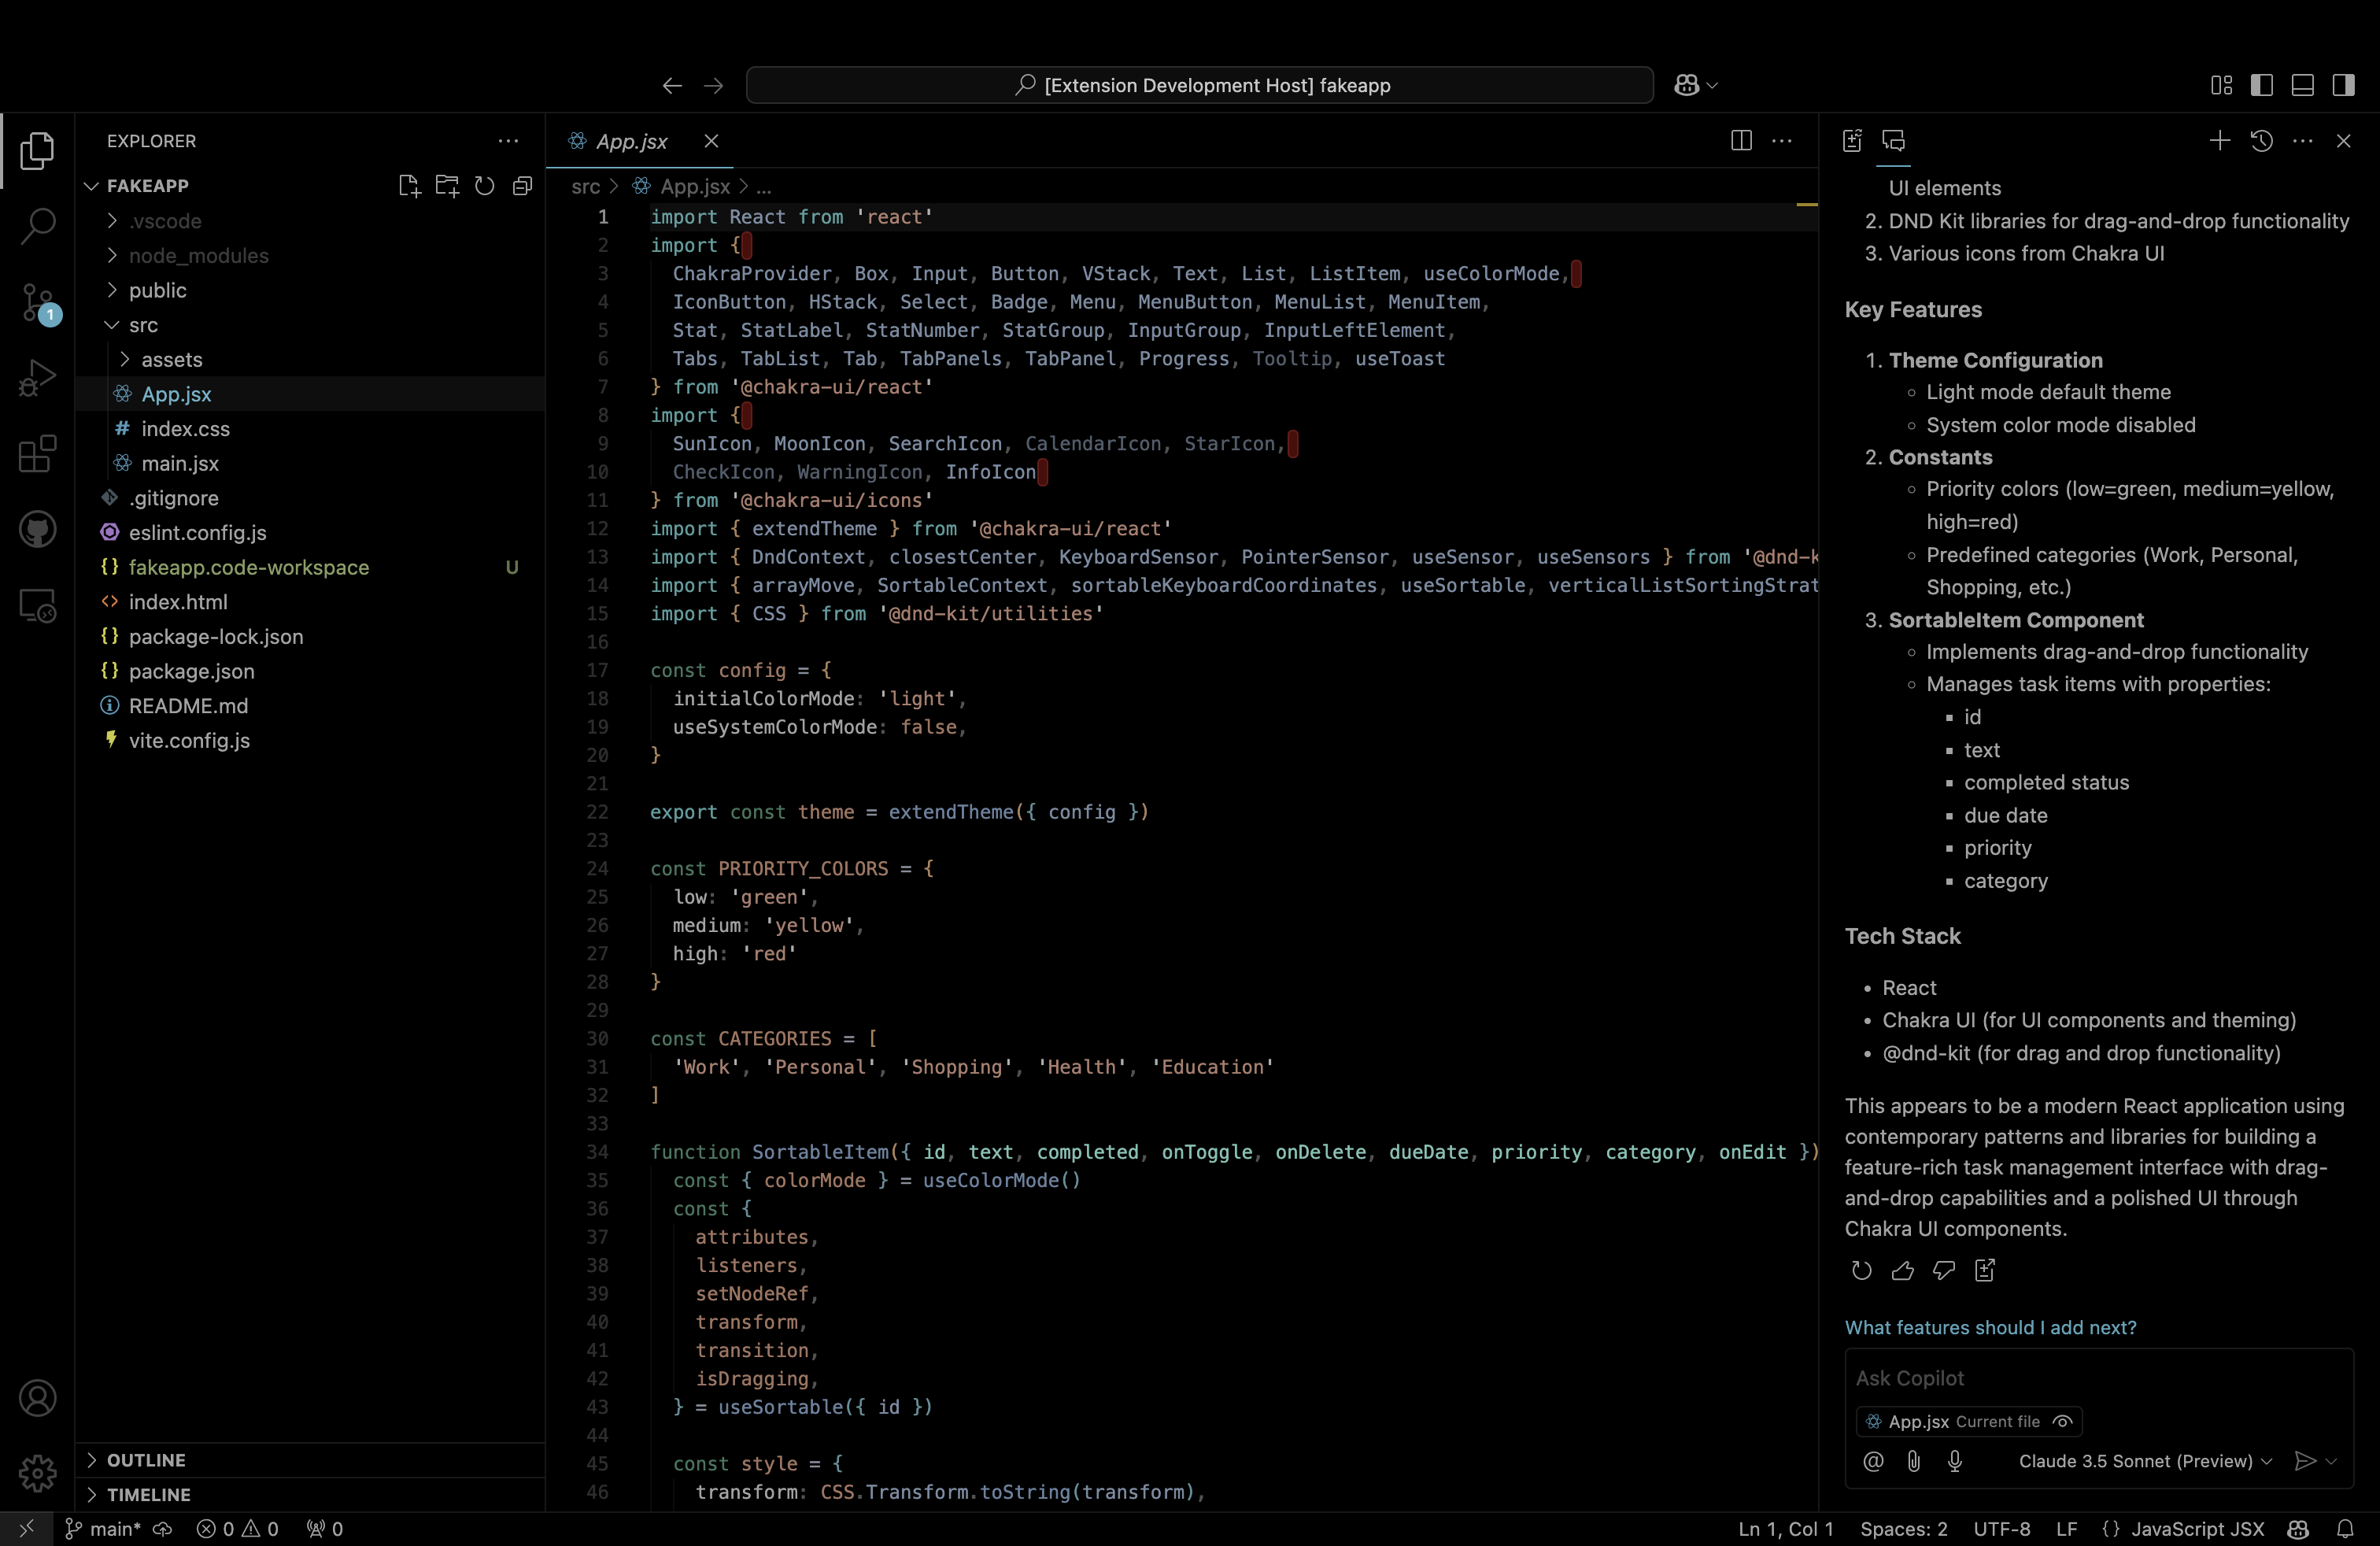 [Extension Development Host] fakeapp
EXPLORER
FAKEAPP
.vscode
node_modules
public
src
assets
App.jsx
index.css
main.jsx
.gitignore
eslint.config.js
fakeapp.code-workspace U
index.html
package-lock.json
package.json
README.md
vite.config.js
OUTLINE
TIMELINE
1
App.jsx
src > App.jsx > ...
1 import React from 'react'
2 import {
3 ChakraProvider, Box, Input, Button, VStack, Text, List, ListItem, useColorMode,
4 IconButton, HStack, Select, Badge, Menu, MenuButton, MenuList, MenuItem,
5 Stat, StatLabel, StatNumber, StatGroup, InputGroup, InputLeftElement,
6 Tabs, TabList, Tab, TabPanels, TabPanel, Progress, Tooltip, useToast
7 } from '@chakra-ui/react'
8 import {
9 SunIcon, MoonIcon, SearchIcon, CalendarIcon, StarIcon,
10 CheckIcon, WarningIcon, InfoIcon
11 } from '@chakra-ui/icons'
12 import { extendTheme } from '@chakra-ui/react'
13 import { DndContext, closestCenter, KeyboardSensor, PointerSensor, useSensor, useSensors } from '@dnd-k
14 import { arrayMove, SortableContext, sortableKeyboardCoordinates, useSortable, verticalListSortingStrat
15 import { CSS } from '@dnd-kit/utilities'
16
17 const config = {
18 initialColorMode: 'light',
19 useSystemColorMode: false,
20 }
21
22 export const theme = extendTheme({ config })
23
24 const PRIORITY_COLORS = {
25 low: 'green',
26 medium: 'yellow',
27 high: 'red'
28 }
29
30 const CATEGORIES = [
31 'Work', 'Personal', 'Shopping', 'Health', 'Education'
32 ]
33
34 function SortableItem({ id, text, completed, onToggle, onDelete, dueDate, priority, category, onEdit })
35 const { colorMode } = useColorMode()
36 const {
37 attributes,
38 listeners,
39 setNodeRef,
40 transform,
41 transition,
42 isDragging,
43 } = useSortable({ id })
44
45 const style = {
46 transform: CSS.Transform.toString(transform),
UI elements
2. DND Kit libraries for drag-and-drop functionality
3. Various icons from Chakra UI
Key Features
1. Theme Configuration
◦ Light mode default theme
◦ System color mode disabled
2. Constants
◦ Priority colors (low=green, medium=yellow,
high=red)
◦ Predefined categories (Work, Personal,
Shopping, etc.)
3. SortableItem Component
◦ Implements drag-and-drop functionality
◦ Manages task items with properties:
▪ id
▪ text
▪ completed status
▪ due date
▪ priority
▪ category
Tech Stack
• React
• Chakra UI (for UI components and theming)
• @dnd-kit (for drag and drop functionality)
This appears to be a modern React application using
contemporary patterns and libraries for building a
feature-rich task management interface with drag-
and-drop capabilities and a polished UI through
Chakra UI components.
What features should I add next?
Ask Copilot
App.jsx Current file
Claude 3.5 Sonnet (Preview)
main* 0 0 0
Ln 1, Col 1 Spaces: 2 UTF-8 LF {} JavaScript JSX